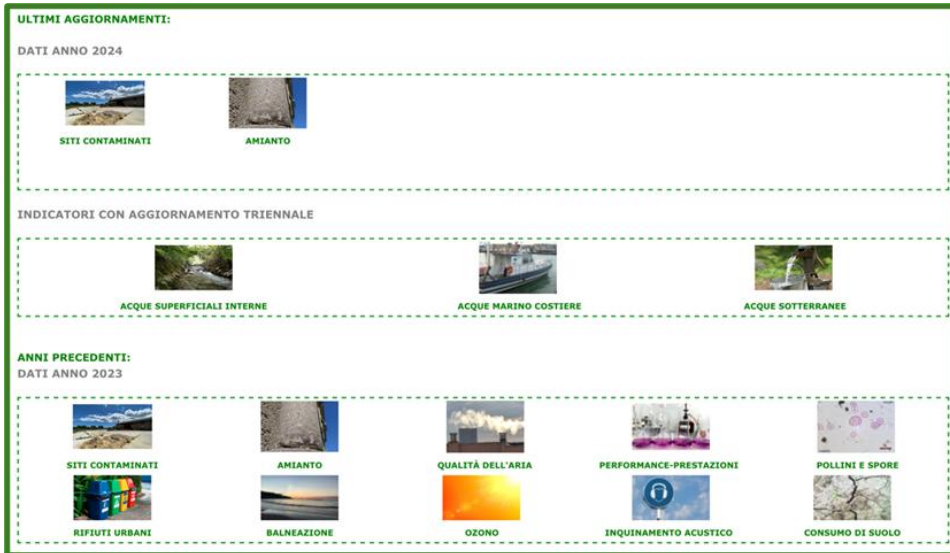 ULTIMI AGGIORNAMENTI:
DATI ANNO 2024
SITI CONTAMINATI AMIANTO
INDICATORI CON AGGIORNAMENTO TRIENNALE
ACQUE SUPERFICIALI INTERNE ACQUE MARINO COSTIERE ACQUE SOTTERRANEE
ANNI PRECEDENTI:
DATI ANNO 2023
SITI CONTAMINATI AMIANTO QUALITÀ DELL'ARIA PERFORMANCE-PRESTAZIONI POLLINI E SPORE
RIFIUTI URBANI BALNEAZIONE OZONO INQUINAMENTO ACUSTICO CONSUMO DI SUOLO